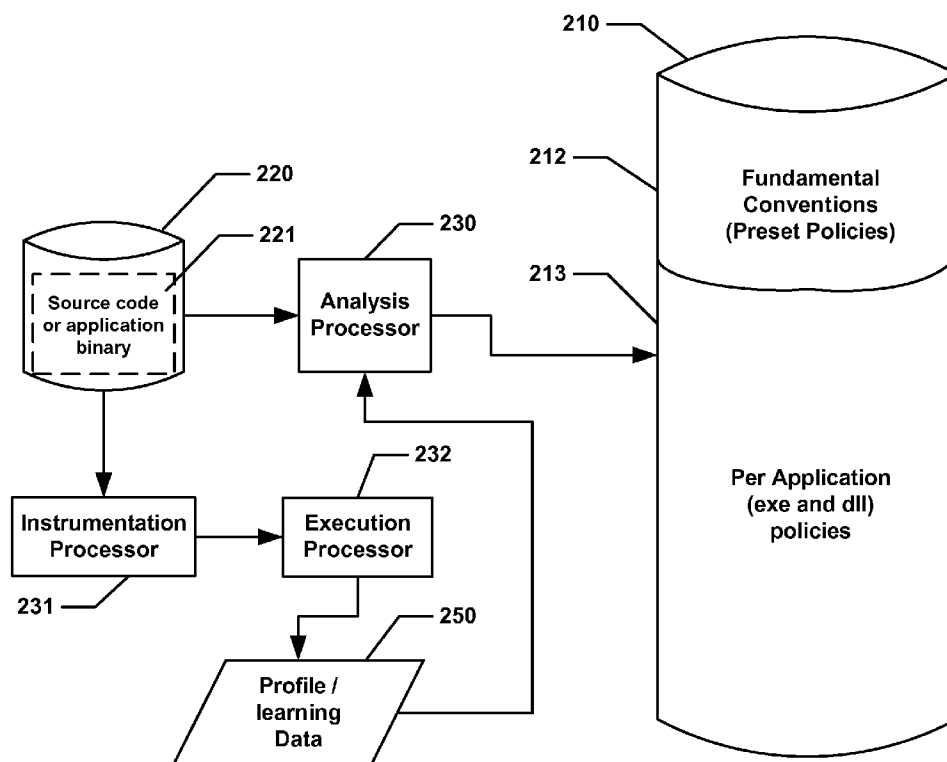 210
212
Fundamental
Conventions
(Preset Policies)
220
221
230
213
Source code
or application
binary
Analysis
Processor
232
Per Application
(exe and dll)
policies
Instrumentation
Processor
Execution
Processor
231
250
Profile /
learning
Data